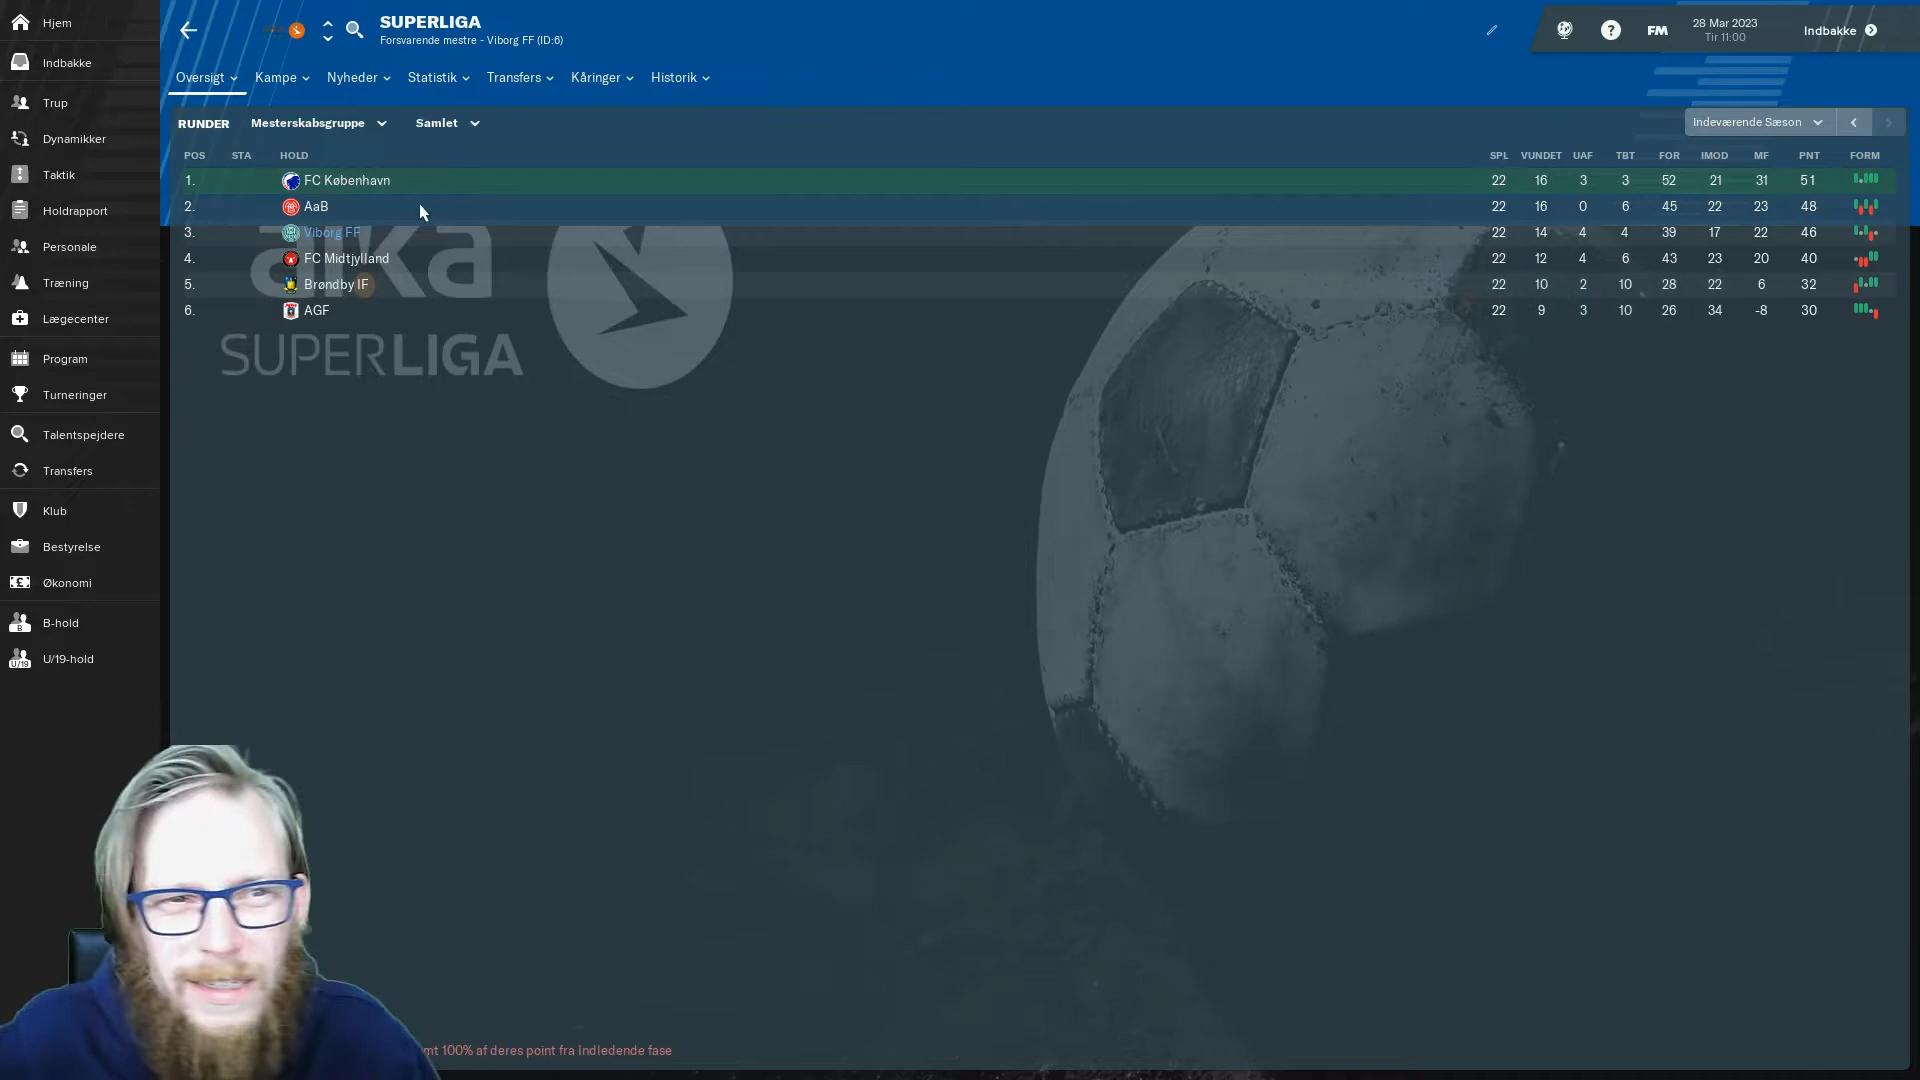 Hjem
Indbakke
Trup
Dynamikker
Taktik
Holdrapport
Personale
Træning
Lægecenter
Program
Turneringer
Talentspejdere
Transfers
Klub
Bestyrelse
Økonomi
B
B-hold
U/19
U/19-hold
SUPERLIGA
Forsvarende mestre - Viborg FF (ID:6)
FM
28 Mar 2023
Tir 11:00
Indbakke
Oversigt Kampe Nyheder Statistik Transfers Kåringer Historik
RUNDER Mesterskabsgruppe Samlet Indeværende Sæson
POS STA HOLD SPL VUNDET UAF TBT FOR IMOD MF PNT FORM
1. FC København 22 16 3 3 52 21 31 51
2. AaB 22 16 0 6 45 22 23 48
3. Viborg FF 22 14 4 4 39 17 22 46
4. FC Midtjylland 22 12 4 6 43 23 20 40
5. Brøndby IF 22 10 2 10 28 22 6 32
6. AGF 22 9 3 10 26 34 -8 30
alka
SUPERLIGA
mt 100% af deres point fra Indledende fase